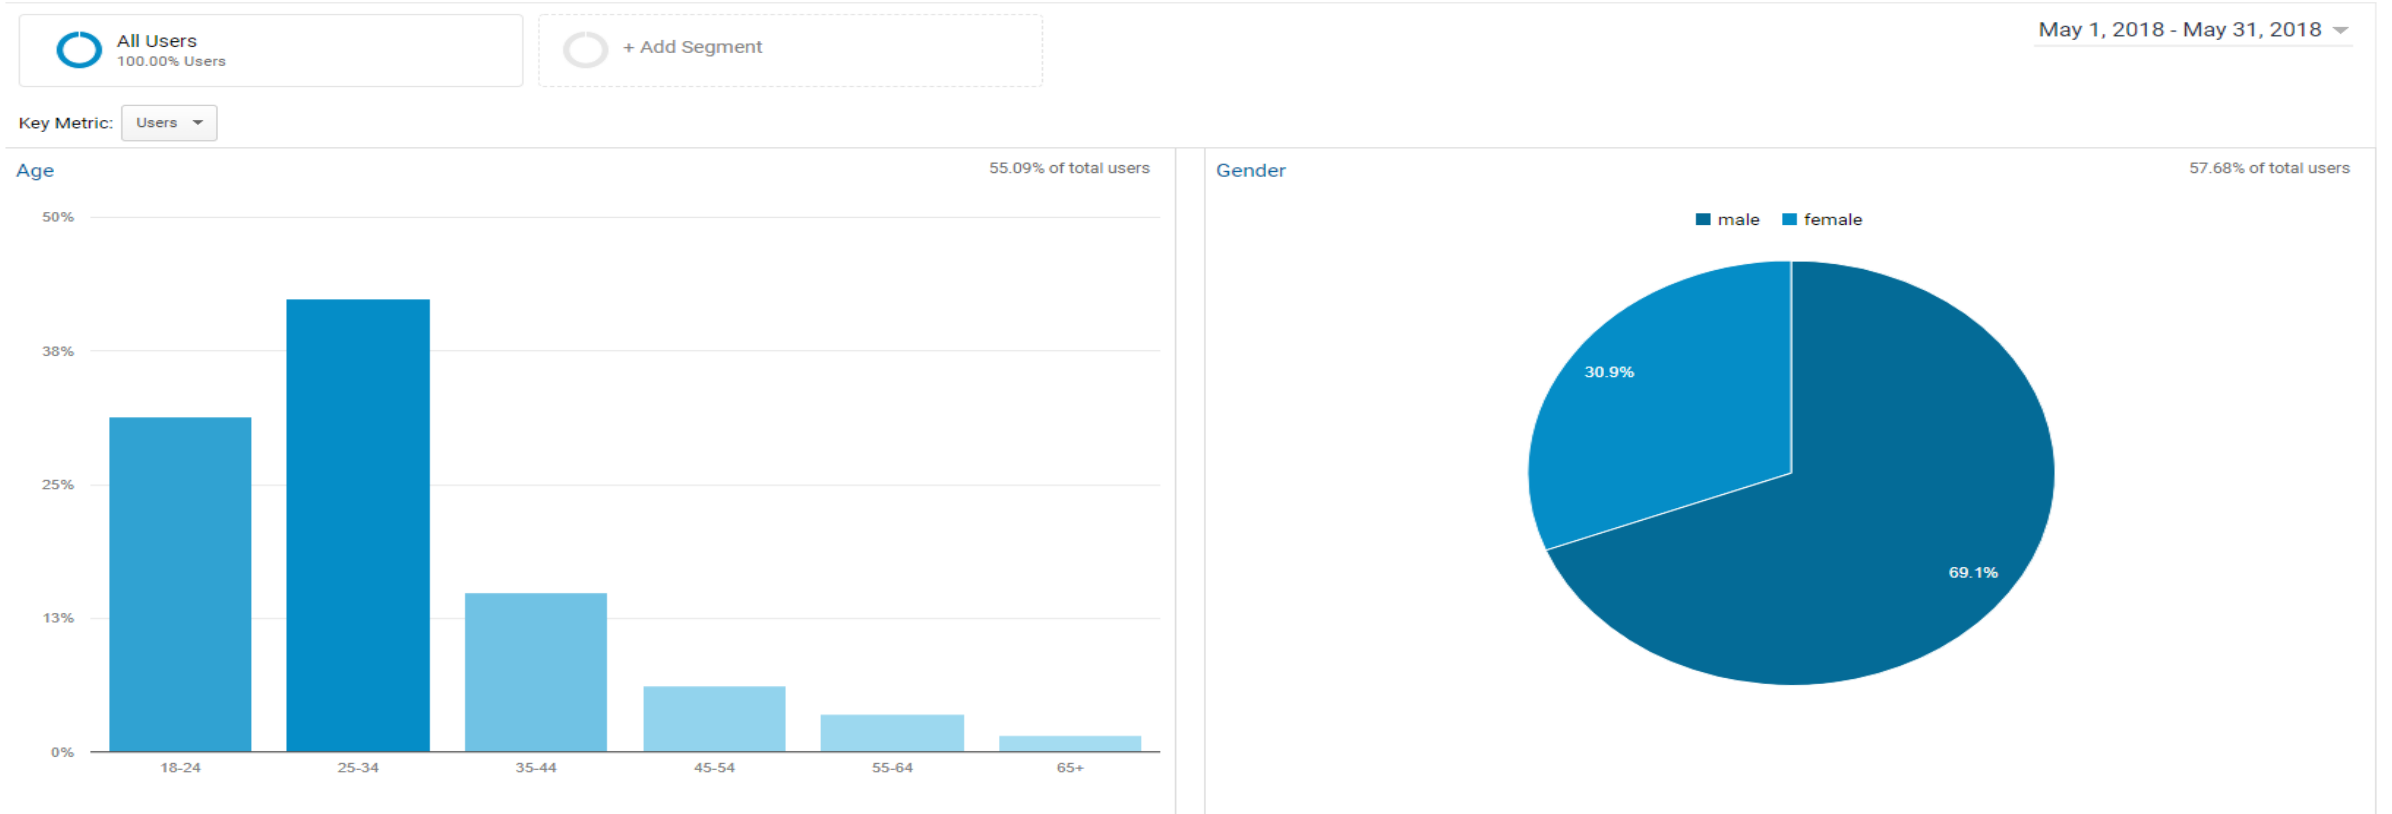 All Users
100.00% Users
+ Add Segment
May 1, 2018 - May 31, 2018
Key Metric: Users
Age
55.09% of total users
50%
38%
25%
13%
0%
18-24
25-34
35-44
45-54
55-64
65+
Gender
57.68% of total users
male
female
30.9%
69.1%